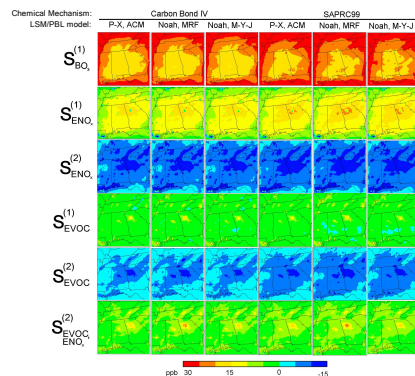 Chemical Mechanism: Carbon Bond IV SAPRC99
LSM/PBL model: P-X, ACM Noah, MRF Noah, M-Y-J P-X, ACM Noah, MRF Noah, M-Y-J
S(1)BOx
S(1)ENOx
S(2)ENOx
S(1)EVOC
S(2)EVOC
S(2)EVOC, ENOx
ppb 30 15 0 -15